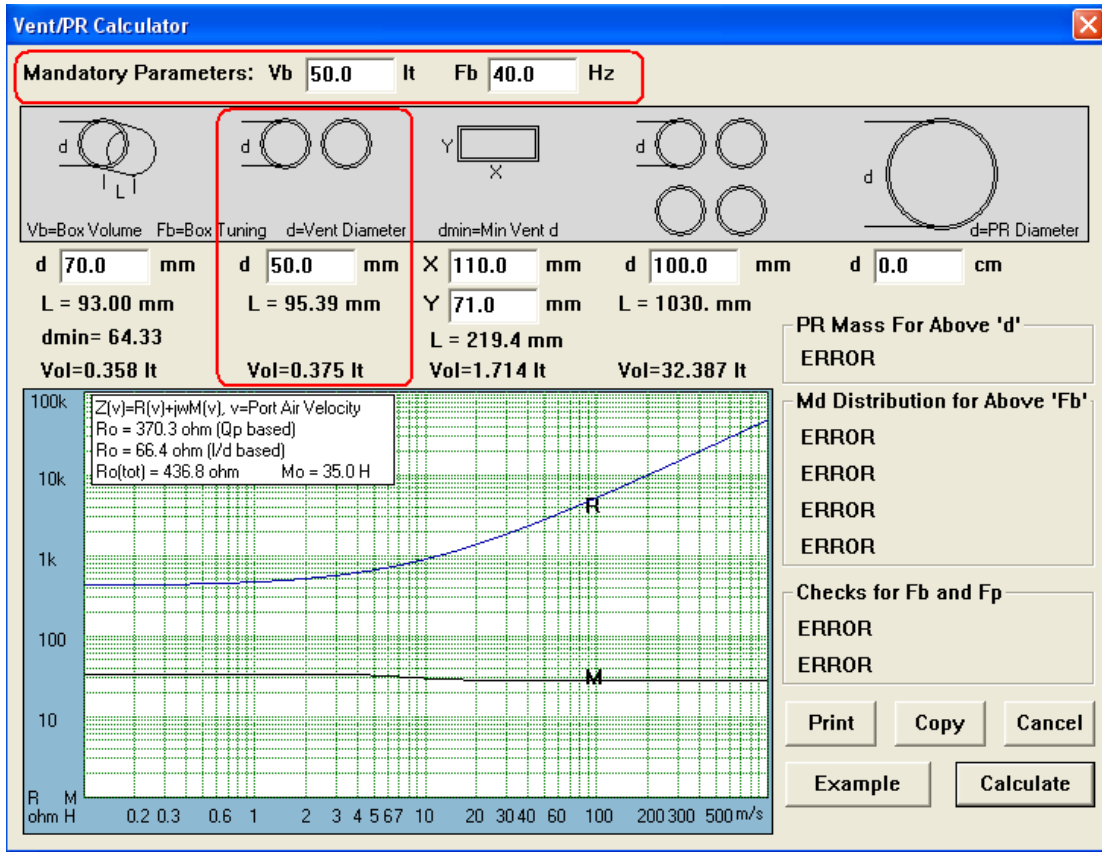 Vent/PR Calculator
Mandatory Parameters: Vb 50.0 lt Fb 40.0 Hz
d L
d
Y X
d
d
Vb=Box Volume Fb=Box Tuning d=Vent Diameter dmin=Min Vent d d=PR Diameter
d 70.0 mm d 50.0 mm X 110.0 mm d 100.0 mm d 0.0 cm
L = 93.00 mm L = 95.39 mm Y 71.0 mm L = 1030. mm
dmin= 64.33 L = 219.4 mm
Vol=0.358 lt Vol=0.375 lt Vol=1.714 lt Vol=32.387 lt
PR Mass For Above 'd'
ERROR
Md Distribution for Above 'Fb'
ERROR
ERROR
ERROR
ERROR
Checks for Fb and Fp
ERROR
ERROR
Print Copy Cancel
Example Calculate
Z(v)=R(v)+jwM(v), v=Port Air Velocity
Ro = 370.3 ohm (Qp based)
Ro = 66.4 ohm (l/d based)
Ro(tot) = 436.8 ohm Mo = 35.0 H
100k
10k
1k
100
10
R
M
R M
ohm H 0.2 0.3 0.6 1 2 3 4 5 6 7 10 20 30 40 60 100 200 300 500 m/s